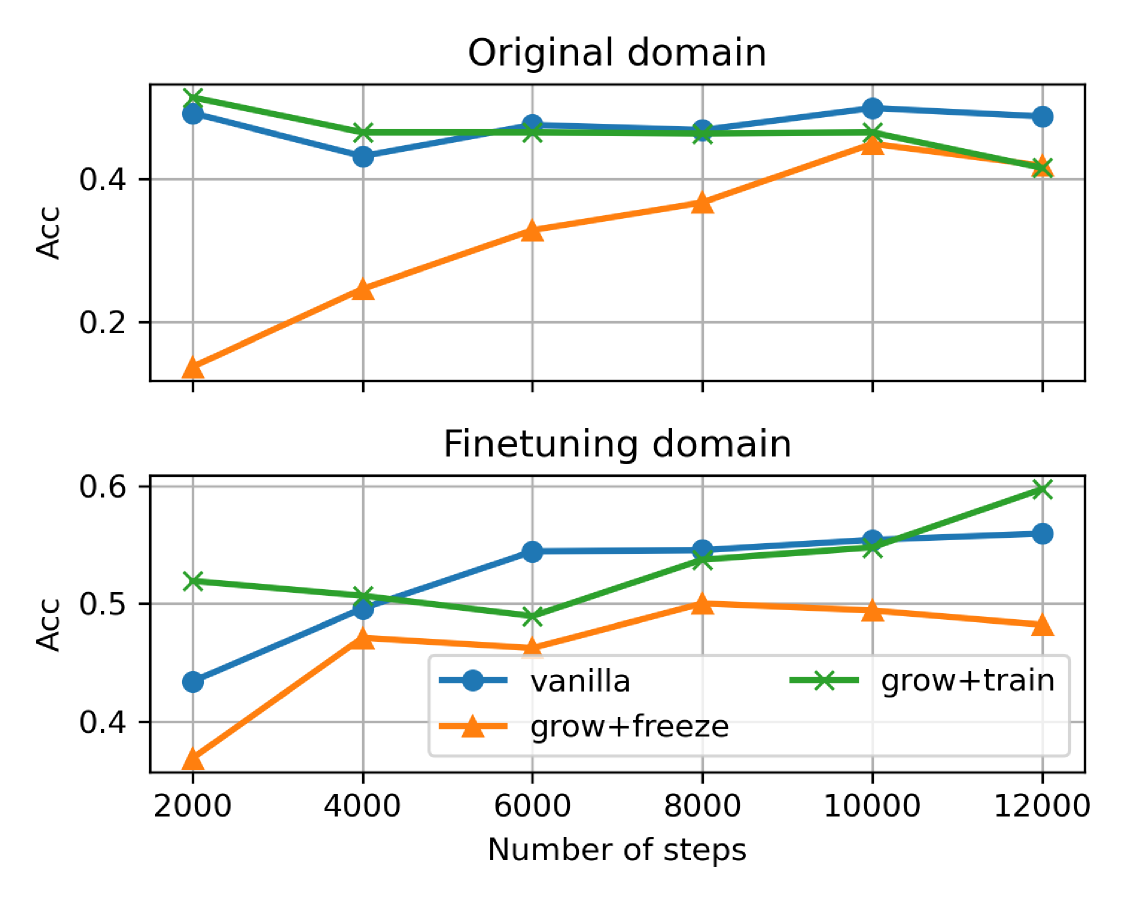 Original domain
Acc
0.4
0.2
Finetuning domain
Acc
0.6
0.5
0.4
vanilla
grow+train
grow+freeze
2000 4000 6000 8000 10000 12000
Number of steps